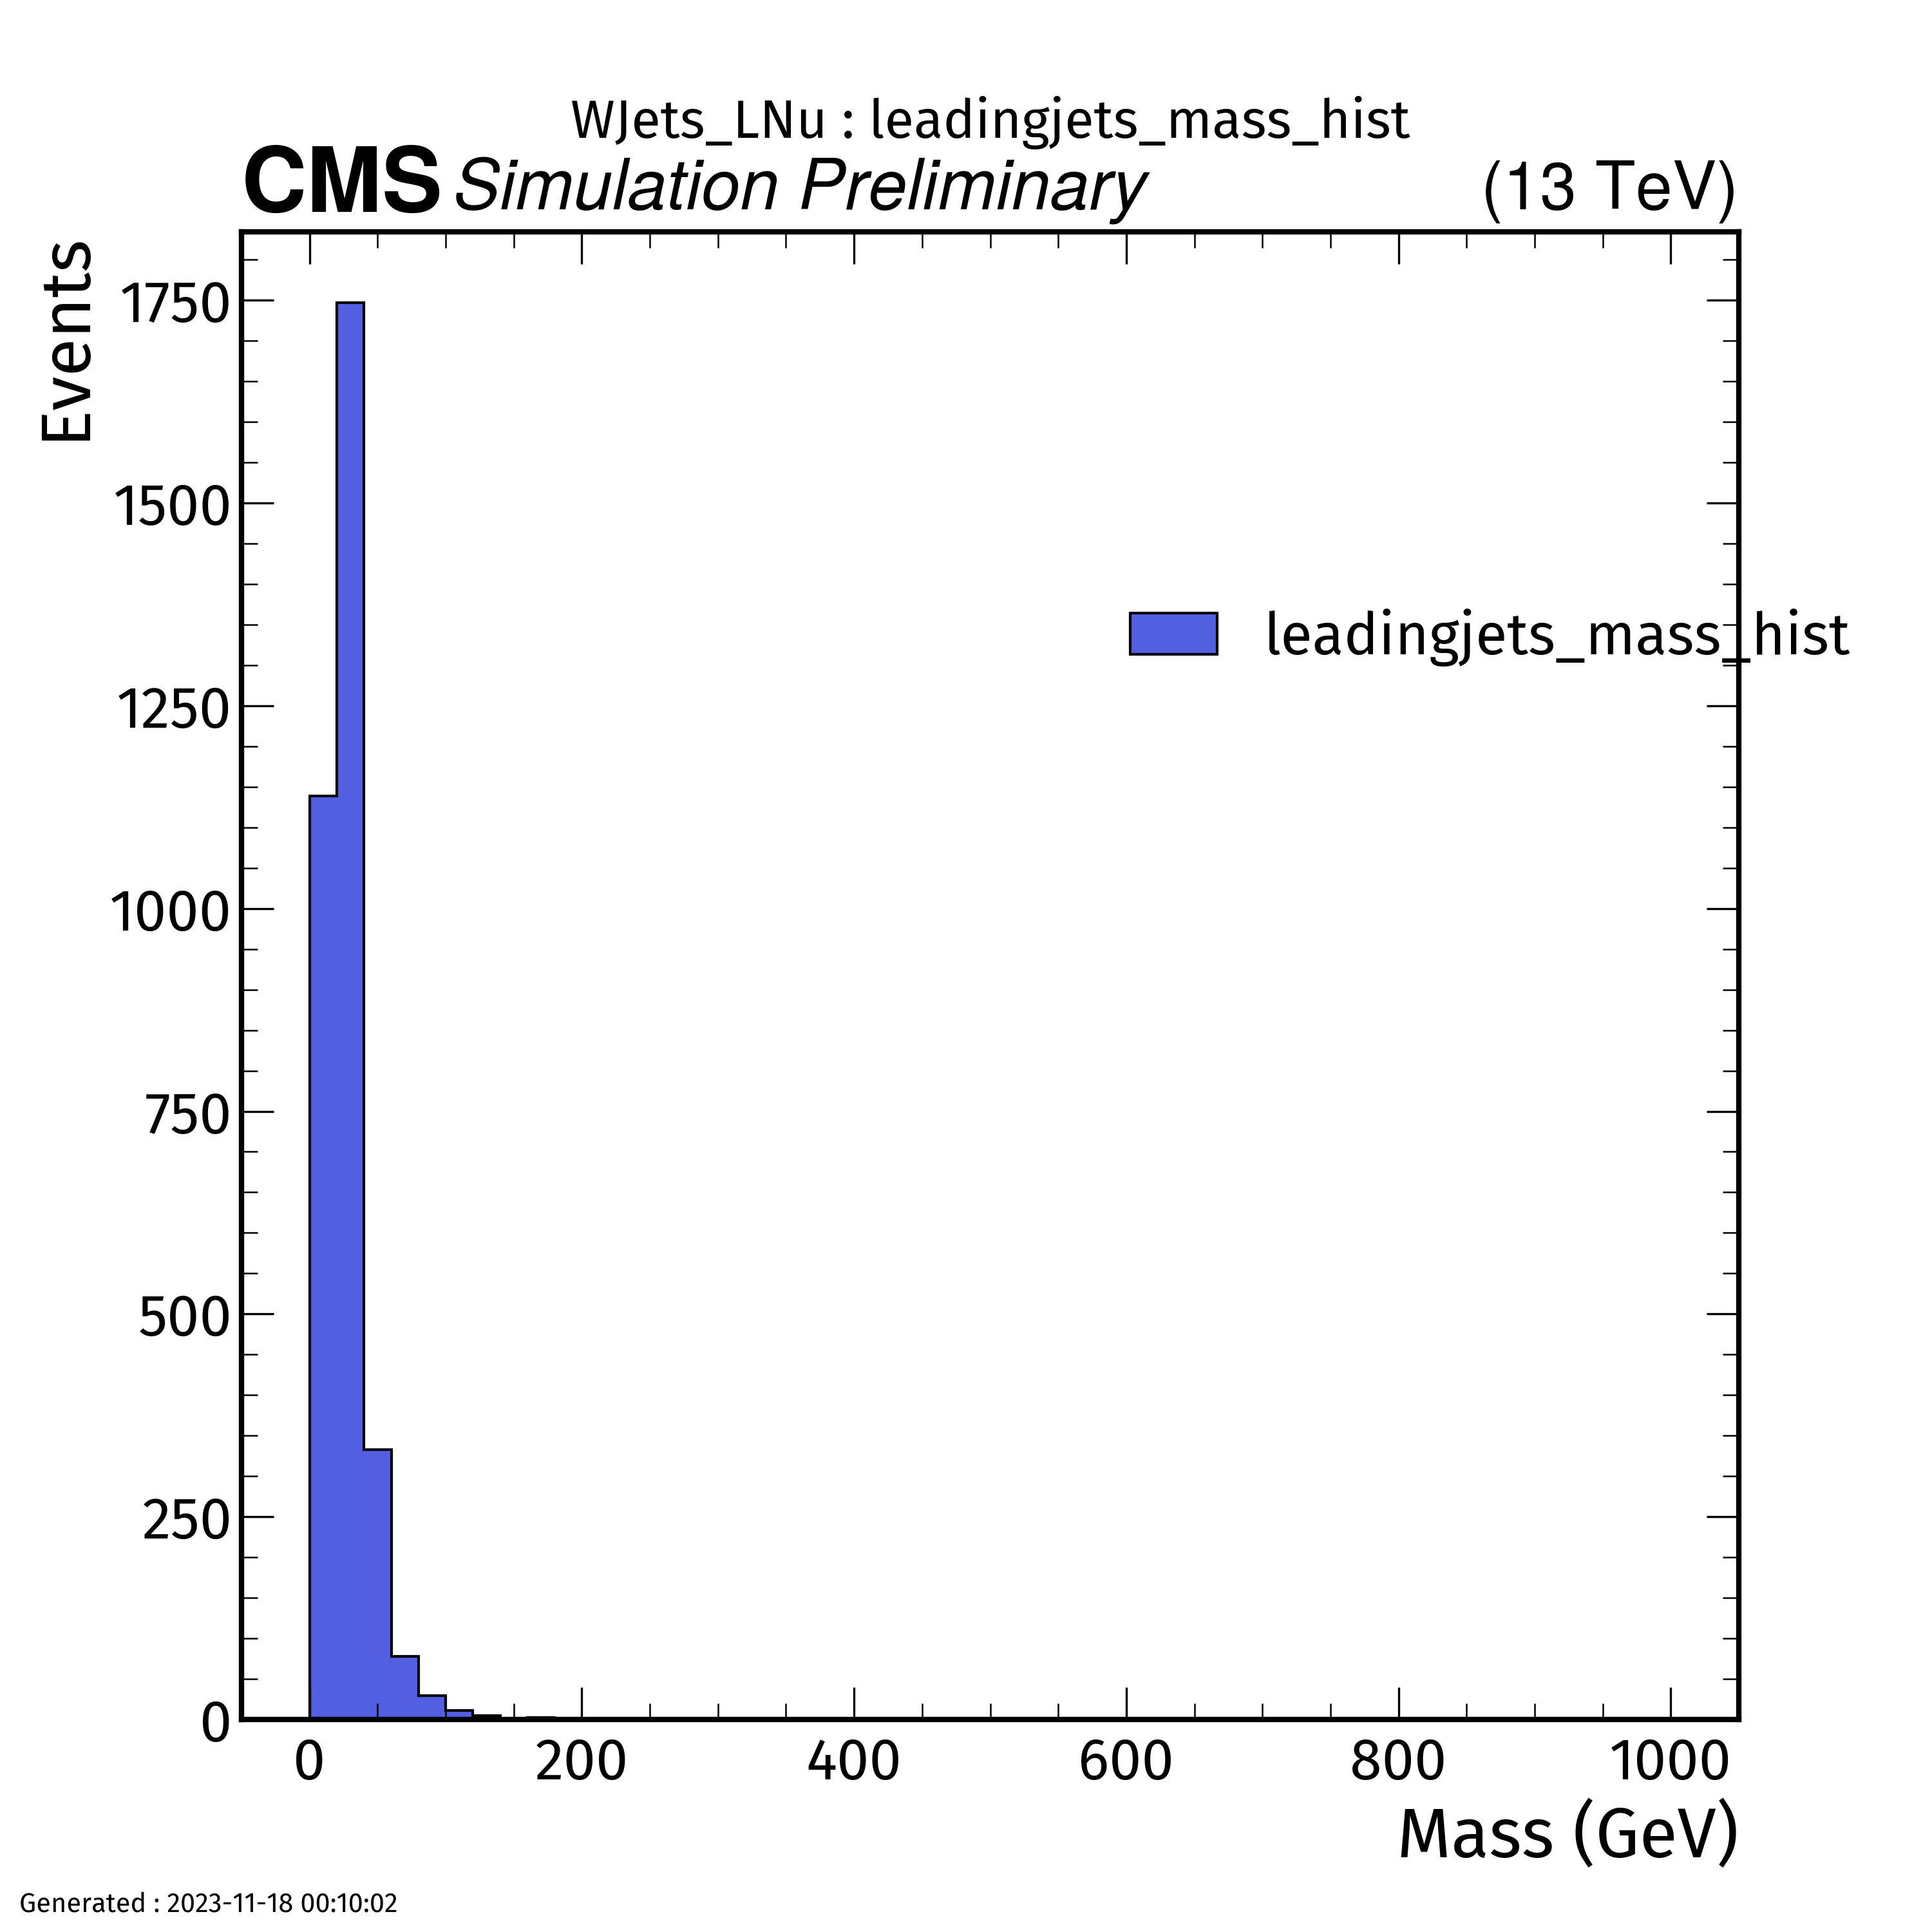 WJets_LNu : leadingjets_mass_hist
CMS Simulation Preliminary (13 TeV)
Events
1750
1500
leadingjets_mass_hist
1250
1000
750
500
250
0
0 200 400 600 800 1000
Mass (GeV)
Generated : 2023-11-18 00:10:02